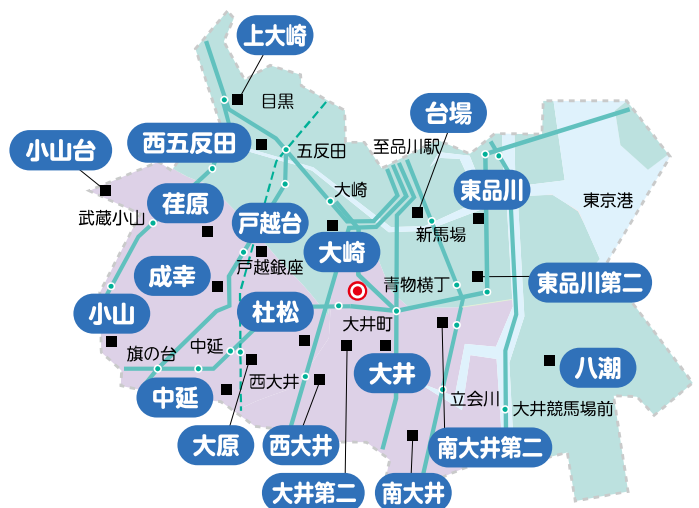 上大崎
目黒
台場
西五反田
小山台
五反田
至品川駅
大崎
東品川
荏原
東京港
武蔵小山
戸越台
新馬場
大崎
戸越銀座
成幸
青物横丁
東品川第二
小山
杜松
大井町
旗の台
中延
八潮
大井
西大井
中延
立会川
大井競馬場前
大原
西大井
南大井第二
大井第二
南大井